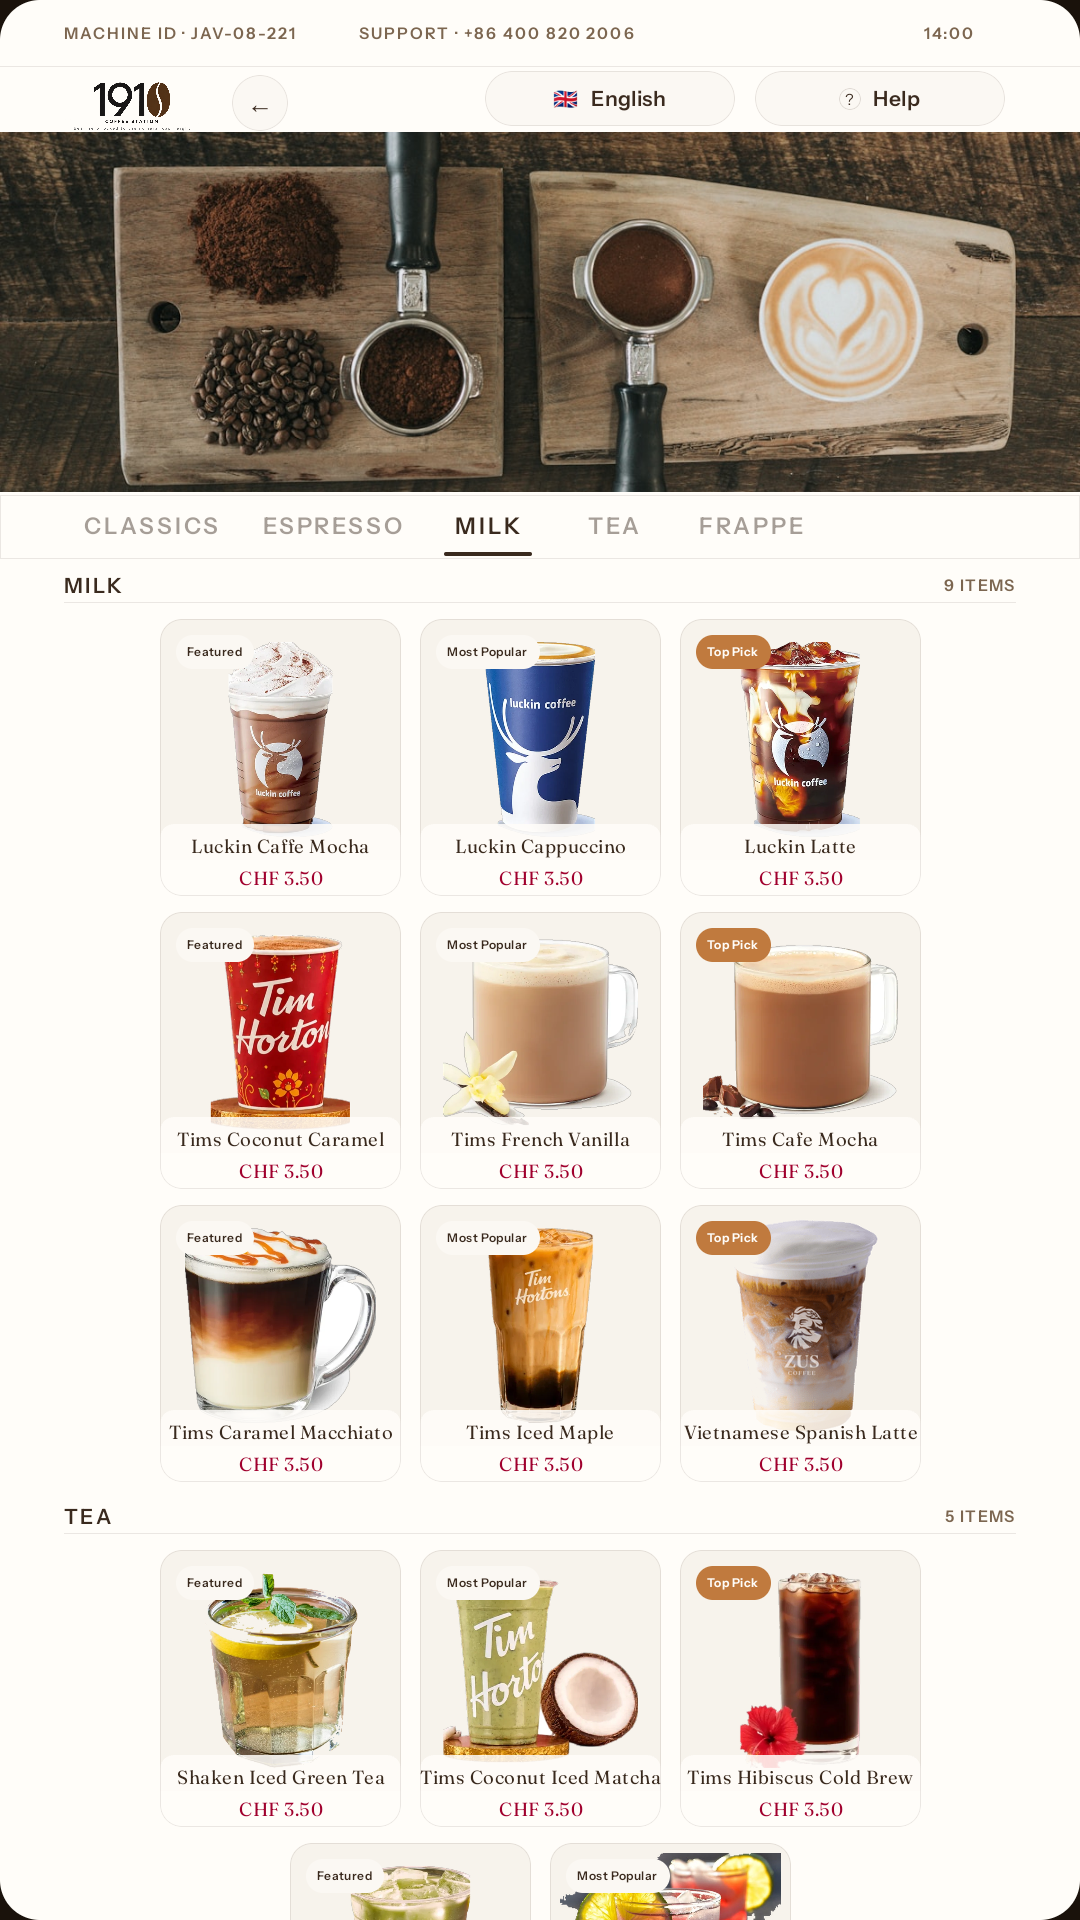 MACHINE ID · JAV-08-221 SUPPORT · +86 400 820 2006 14:00
1910
COFFEE STATION
← English ? Help
CLASSICS ESPRESSO MILK TEA FRAPPE
MILK 9 ITEMS
Featured Most Popular Top Pick
luckin coffee luckin coffee luckin coffee
Luckin Caffe Mocha Luckin Cappuccino Luckin Latte
CHF 3.50 CHF 3.50 CHF 3.50
Featured Most Popular Top Pick
Tim
Horton
Tims Coconut Caramel Tims French Vanilla Tims Cafe Mocha
CHF 3.50 CHF 3.50 CHF 3.50
Featured Most Popular Top Pick
Tim
Hortons
ZUS
COFFEE
Tims Caramel Macchiato Tims Iced Maple Vietnamese Spanish Latte
CHF 3.50 CHF 3.50 CHF 3.50
TEA 5 ITEMS
Featured Most Popular Top Pick
Tim
Horto
Shaken Iced Green Tea Tims Coconut Iced Matcha Tims Hibiscus Cold Brew
CHF 3.50 CHF 3.50 CHF 3.50
Featured Most Popular